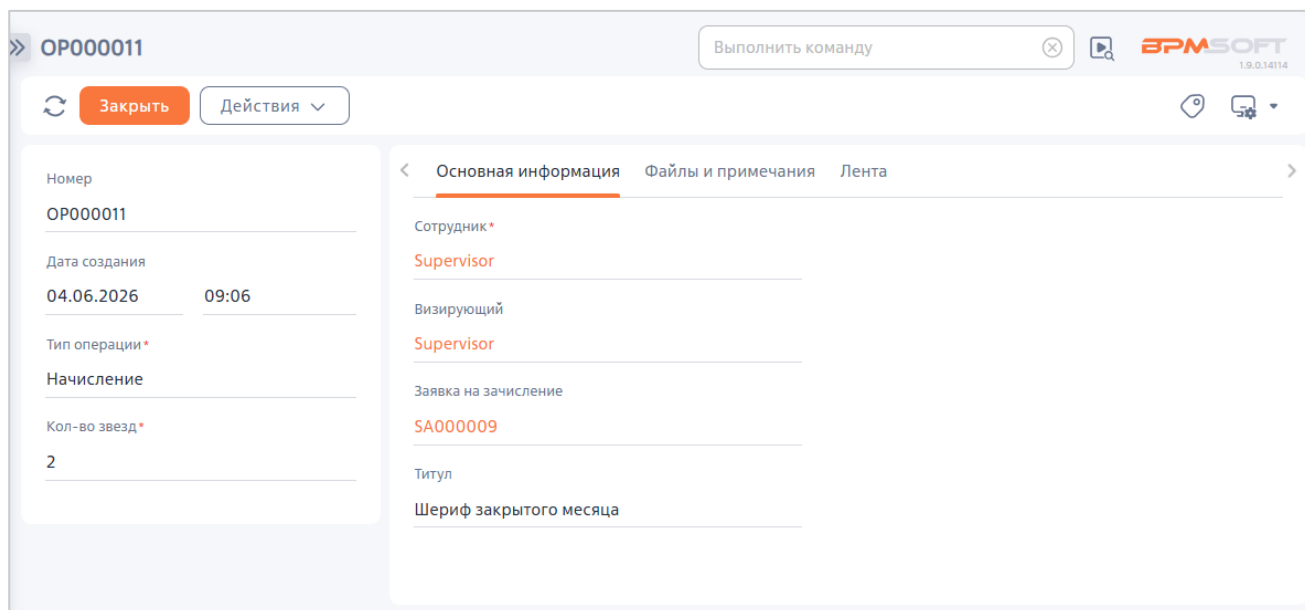 OP000011
Выполнить команду
BPMSOFT
1.9.0.14114
Закрыть
Действия
Номер
OP000011
Дата создания
04.06.2026 09:06
Тип операции*
Начисление
Кол-во звезд*
2
Основная информация Файлы и примечания Лента
Сотрудник*
Supervisor
Визирующий
Supervisor
Заявка на зачисление
SA000009
Титул
Шериф закрытого месяца